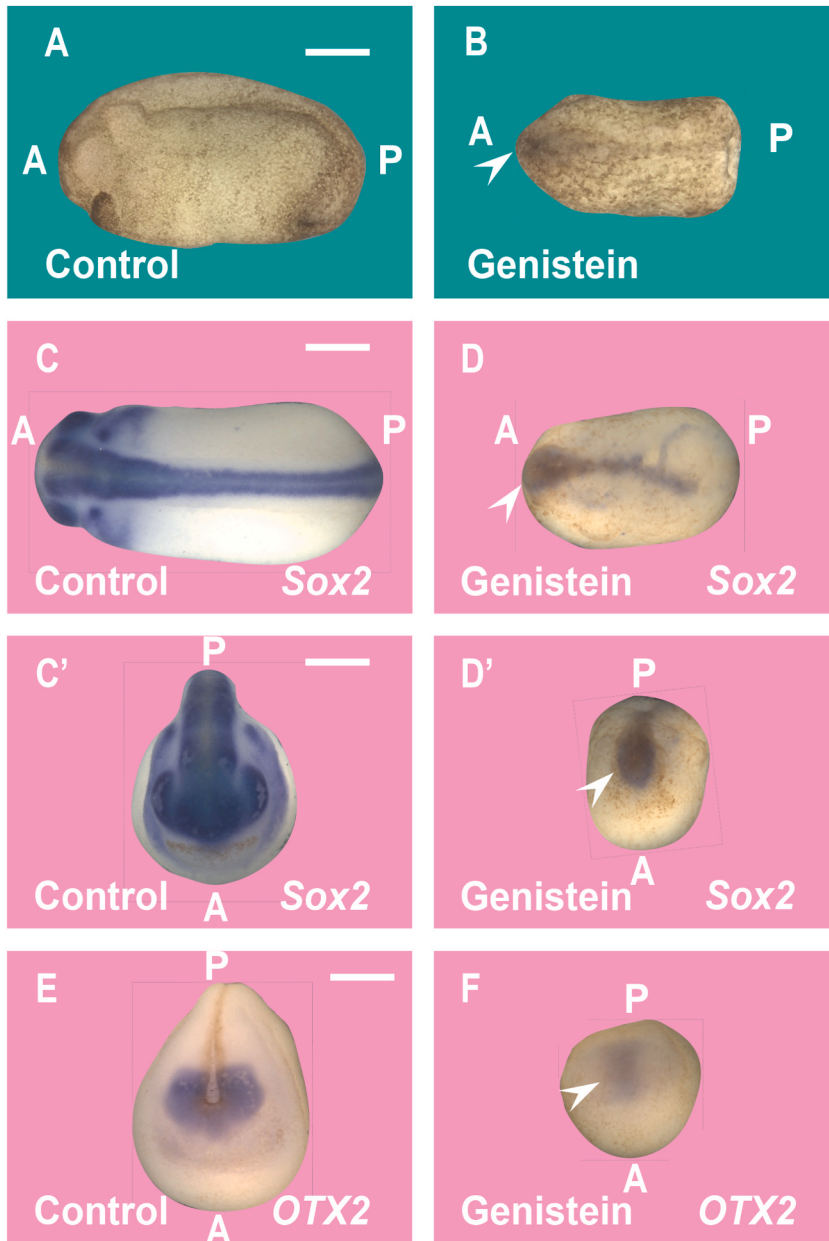 A
A
P
Control
B
A
P
Genistein
C
A
P
Control Sox2
D
A
P
Genistein Sox2
C'
P
Control A Sox2
D'
P
A
Genistein Sox2
E
P
Control A OTX2
F
P
A
Genistein OTX2